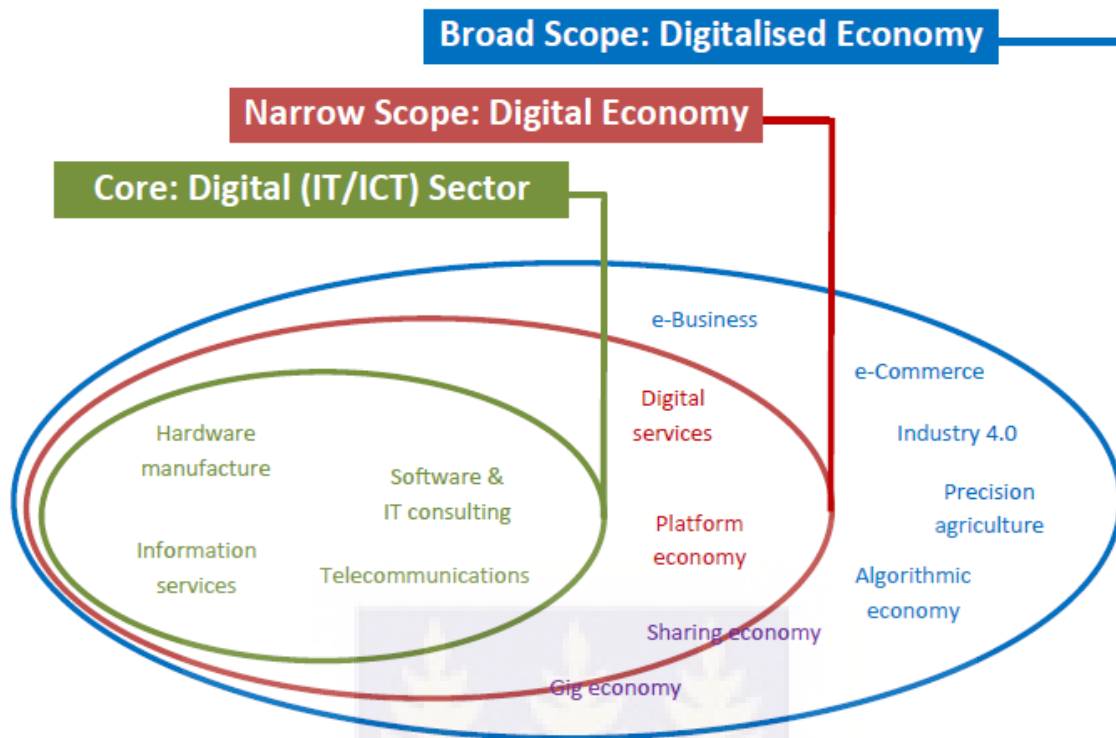 Broad Scope: Digitalised Economy
Narrow Scope: Digital Economy
Core: Digital (IT/ICT) Sector
e-Business
e-Commerce
Digital
services
Industry 4.0
Hardware
manufacture
Software &
IT consulting
Precision
agriculture
Platform
economy
Information
services
Telecommunications
Algorithmic
economy
Sharing economy
Gig economy